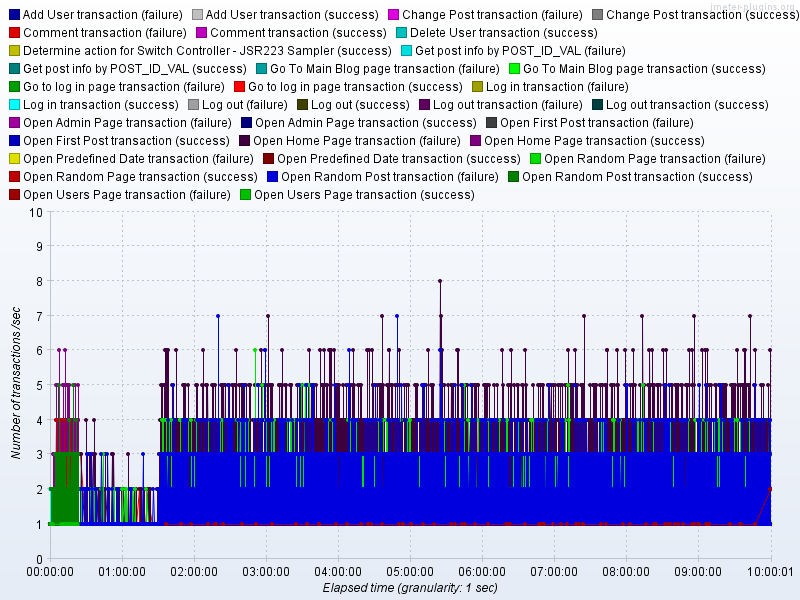 jmeter-plugins.org
Add User transaction (failure) Add User transaction (success) Change Post transaction (failure) Change Post transaction (success)
Comment transaction (failure) Comment transaction (success) Delete User transaction (success)
Determine action for Switch Controller - JSR223 Sampler (success) Get post info by POST_ID_VAL (failure)
Get post info by POST_ID_VAL (success) Go To Main Blog page transaction (failure) Go To Main Blog page transaction (success)
Go to log in page transaction (failure) Go to log in page transaction (success) Log in transaction (failure)
Log in transaction (success) Log out (failure) Log out (success) Log out transaction (failure) Log out transaction (success)
Open Admin Page transaction (failure) Open Admin Page transaction (success) Open First Post transaction (failure)
Open First Post transaction (success) Open Home Page transaction (failure) Open Home Page transaction (success)
Open Predefined Date transaction (failure) Open Predefined Date transaction (success) Open Random Page transaction (failure)
Open Random Page transaction (success) Open Random Post transaction (failure) Open Random Post transaction (success)
Open Users Page transaction (failure) Open Users Page transaction (success)
10
9
8
7
6
5
4
3
2
1
0
Number of transactions /sec
00:00:00 01:00:00 02:00:00 03:00:00 04:00:00 05:00:00 06:00:00 07:00:00 08:00:00 09:00:00 10:00:01
Elapsed time (granularity: 1 sec)